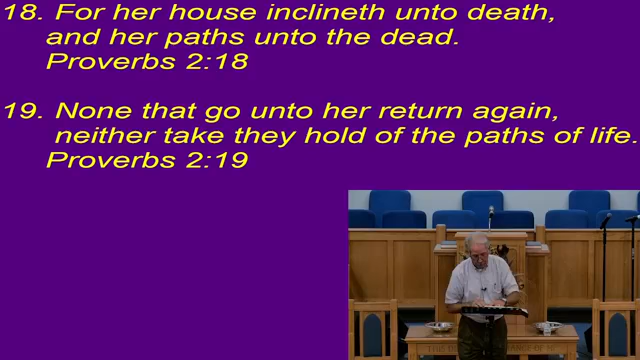 18. For her house inclineth unto death,
and her paths unto the dead.
Proverbs 2:18
19. None that go unto her return again,
neither take they hold of the paths of life.
Proverbs 2:19